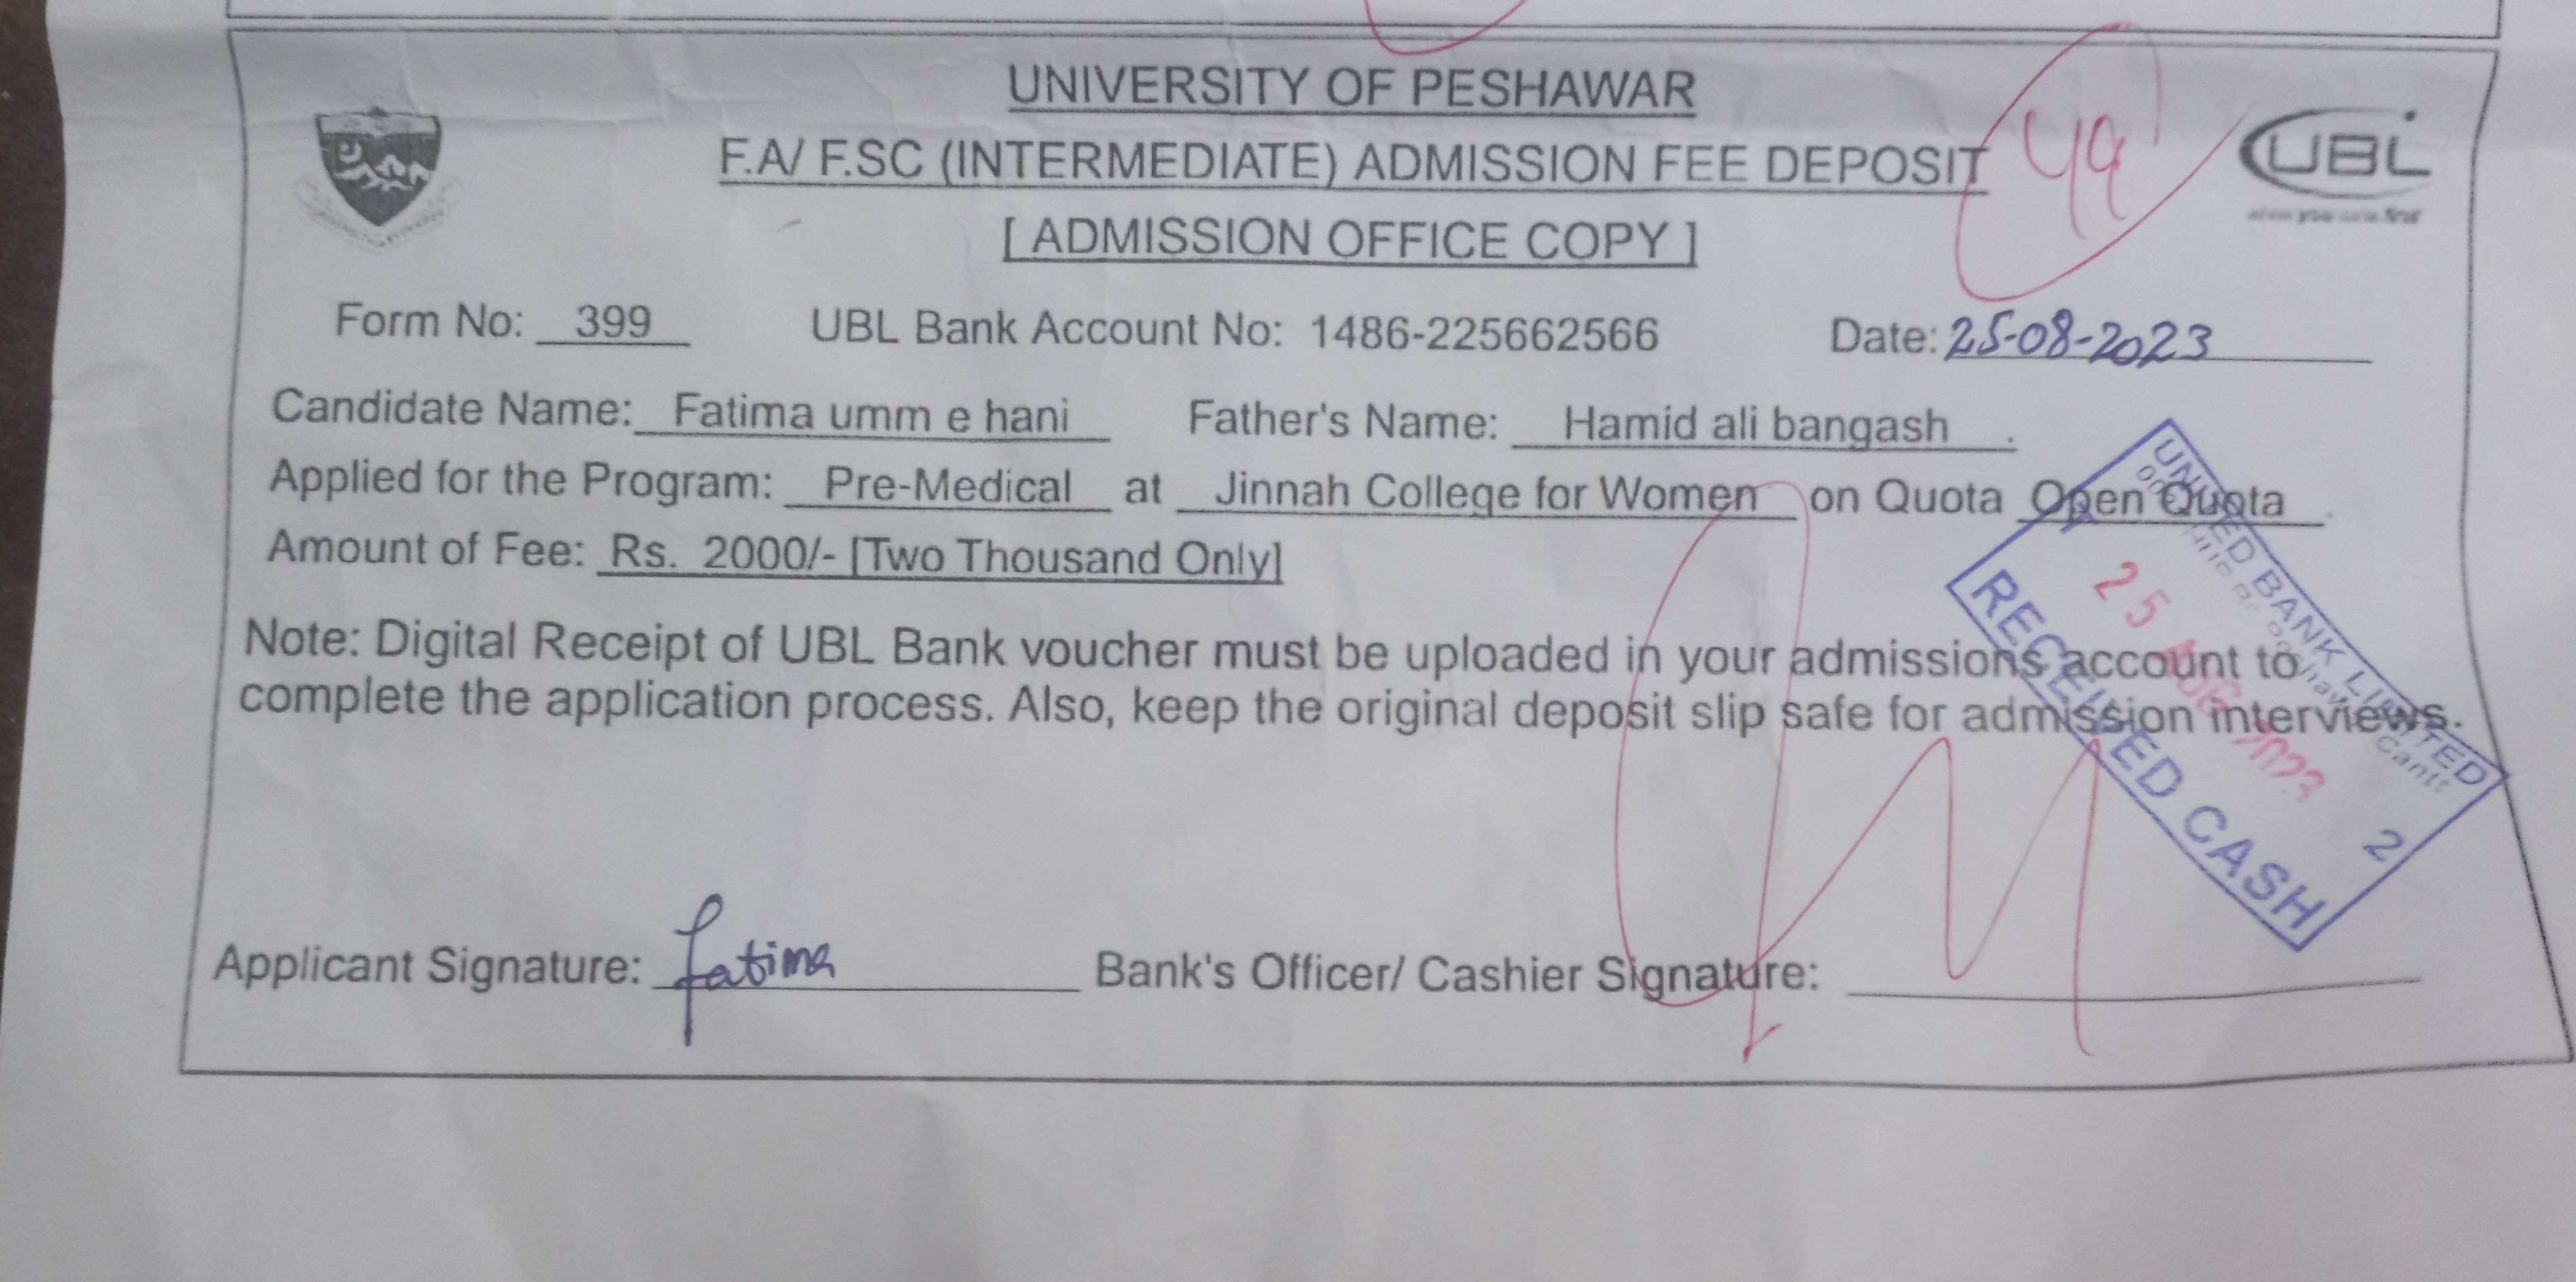 UNIVERSITY OF PESHAWAR
F.A/ F.SC (INTERMEDIATE) ADMISSION FEE DEPOSIT
49
UBL
[ ADMISSION OFFICE COPY ]
Form No: 399 UBL Bank Account No: 1486-225662566 Date: 25-08-2023
Candidate Name: Fatima umm e hani Father's Name: Hamid ali bangash .
Applied for the Program: Pre-Medical at Jinnah College for Women on Quota Open Quota .
Amount of Fee: Rs. 2000/- [Two Thousand Only]
Note: Digital Receipt of UBL Bank voucher must be uploaded in your admissions account to
complete the application process. Also, keep the original deposit slip safe for admission interviews.
UNITED BANK LIMITED
Cantt
25 AUG 2023
2
RECEIVED CASH
Applicant Signature: fatima Bank's Officer/ Cashier Signature: